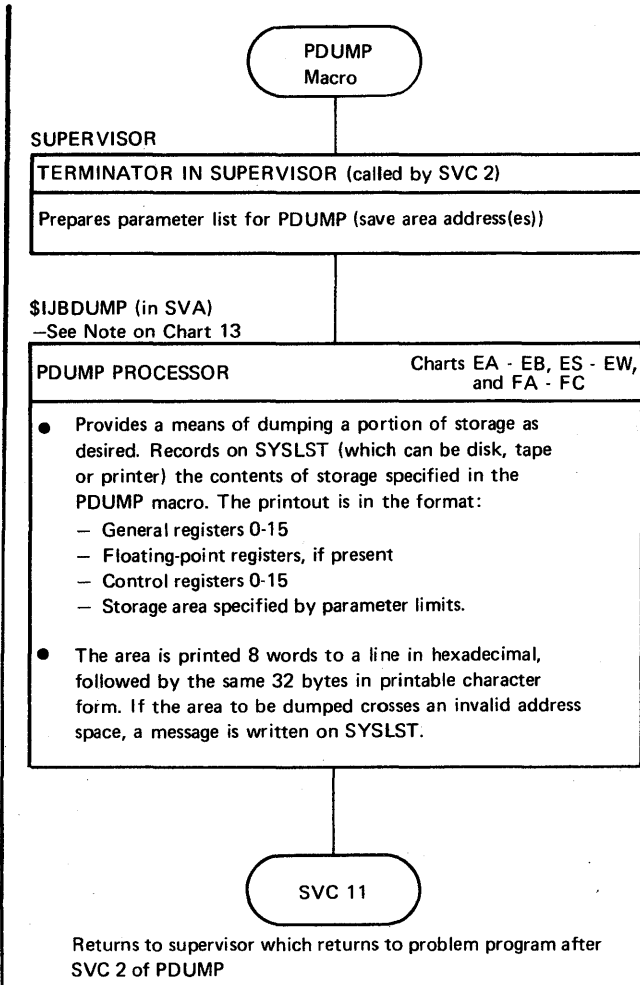 PDUMP
Macro
SUPERVISOR
TERMINATOR IN SUPERVISOR (called by SVC 2)
Prepares parameter list for PDUMP (save area address(es))
$IJBDUMP (in SVA)
—See Note on Chart 13
PDUMP PROCESSOR
Charts EA - EB, ES - EW,
and FA - FC
● Provides a means of dumping a portion of storage as
desired. Records on SYSLST (which can be disk, tape
or printer) the contents of storage specified in the
PDUMP macro. The printout is in the format:
— General registers 0-15
— Floating-point registers, if present
— Control registers 0-15
— Storage area specified by parameter limits.
● The area is printed 8 words to a line in hexadecimal,
followed by the same 32 bytes in printable character
form. If the area to be dumped crosses an invalid address
space, a message is written on SYSLST.
SVC 11
Returns to supervisor which returns to problem program after
SVC 2 of PDUMP